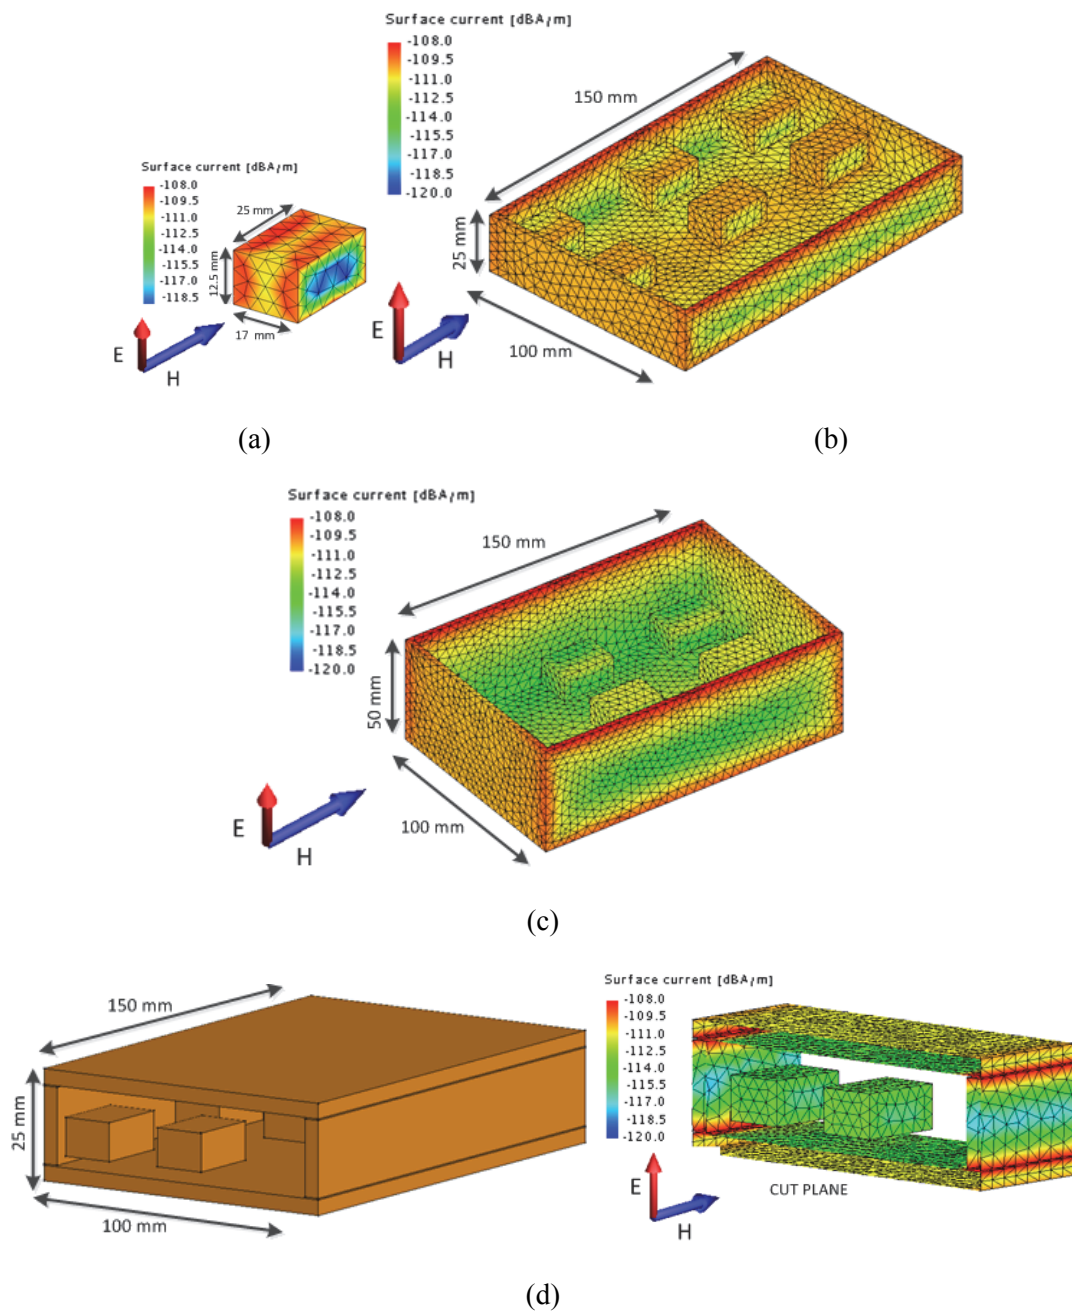 Surface current [dBA/m]
-108.0
-109.5
-111.0
-112.5
-114.0
-115.5
-117.0
-118.5
25 mm
12.5 mm
17 mm
E
H
(a)
Surface current [dBA/m]
-108.0
-109.5
-111.0
-112.5
-114.0
-115.5
-117.0
-118.5
-120.0
150 mm
25 mm
100 mm
E
H
(b)
Surface current [dBA/m]
-108.0
-109.5
-111.0
-112.5
-114.0
-115.5
-117.0
-118.5
-120.0
150 mm
50 mm
100 mm
E
H
(c)
150 mm
25 mm
100 mm
Surface current [dBA/m]
-108.0
-109.5
-111.0
-112.5
-114.0
-115.5
-117.0
-118.5
-120.0
E
H
CUT PLANE
(d)